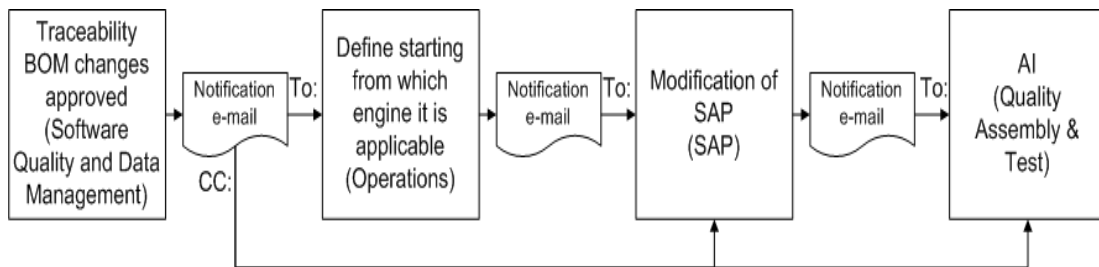 Traceability
BOM changes
approved
(Software
Quality and Data
Management)
Notification
e-mail
To:
CC:
Define starting
from which
engine it is
applicable
(Operations)
Notification
e-mail
To:
Modification of
SAP
(SAP)
Notification
e-mail
To:
AI
(Quality
Assembly &
Test)